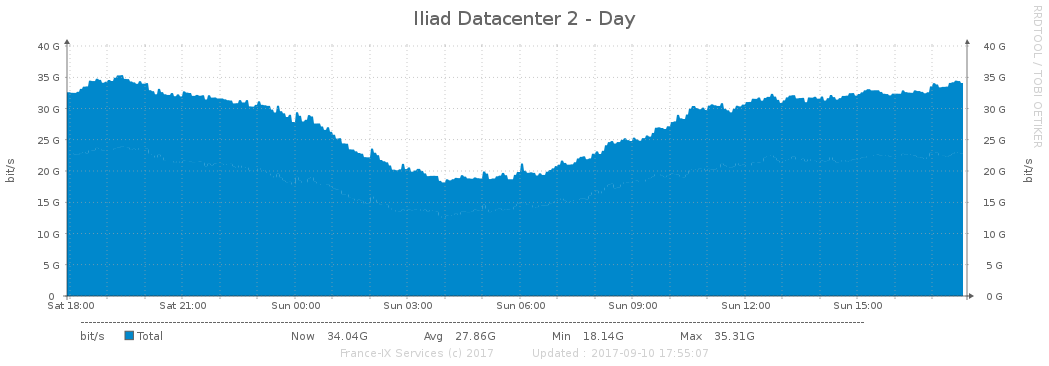 Iliad Datacenter 2 - Day
RRDTOOL / TOBI OETIKER
40 G 40 G
35 G 35 G
30 G 30 G
25 G 25 G
20 G 20 G
15 G 15 G
10 G 10 G
5 G 5 G
0 0 G
bit/s bit/s
Sat 18:00 Sat 21:00 Sun 00:00 Sun 03:00 Sun 06:00 Sun 09:00 Sun 12:00 Sun 15:00
bit/s Total Now 34.04G Avg 27.86G Min 18.14G Max 35.31G
France-IX Services (c) 2017 Updated : 2017-09-10 17:55:07